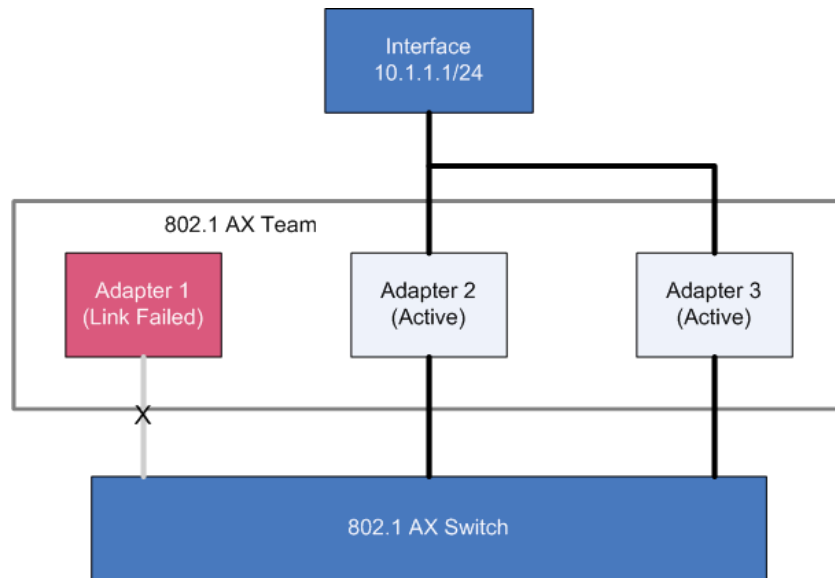 Interface
10.1.1.1/24
802.1 AX Team
Adapter 1
(Link Failed)
Adapter 2
(Active)
Adapter 3
(Active)
X
802.1 AX Switch